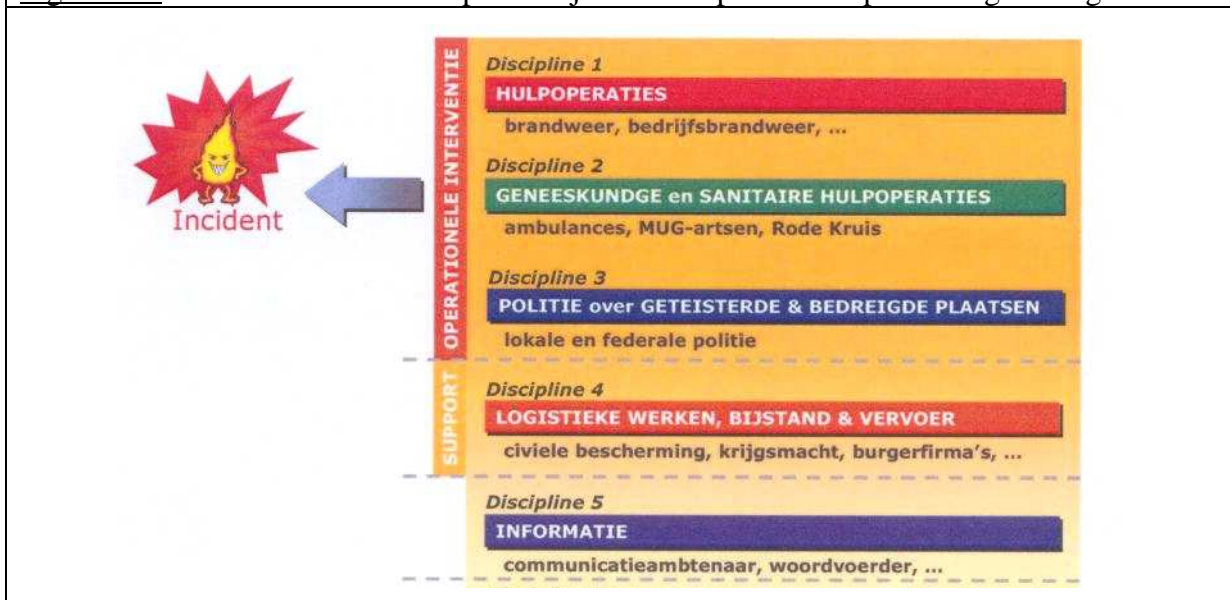 Incident
OPERATIONELE INTERVENTIE
Discipline 1
HULPOPERATIES
brandweer, bedrijfsbrandweer, ...
Discipline 2
GENEESKUNDGE en SANITAIRE HULPOPERATIES
ambulances, MUG-artsen, Rode Kruis
Discipline 3
POLITIE over GETEISTERDE & BEDREIGDE PLAATSEN
lokale en federale politie
SUPPORT
Discipline 4
LOGISTIEKE WERKEN, BIJSTAND & VERVOER
civiele bescherming, krijgsmacht, burgerfirma's, ...
Discipline 5
INFORMATIE
communicatieambtenaar, woordvoerder, ...